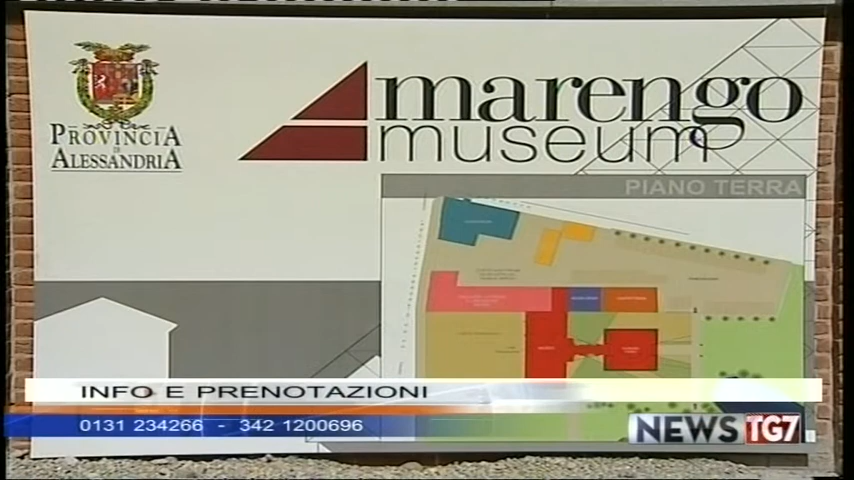 PROVINCIA
DI
ALESSANDRIA
marengo
museum
PIANO TERRA
INFO E PRENOTAZIONI
0131 234266 - 342 1200696
NEWS TG7